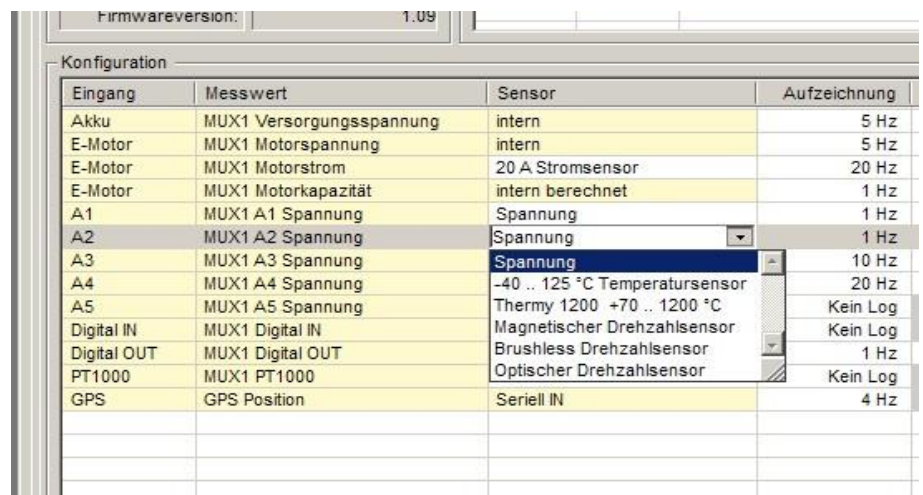 Firmwareversion: 1.09
Konfiguration
Eingang Messwert Sensor Aufzeichnung
Akku MUX1 Versorgungsspannung intern 5 Hz
E-Motor MUX1 Motorspannung intern 5 Hz
E-Motor MUX1 Motorstrom 20 A Stromsensor 20 Hz
E-Motor MUX1 Motorkapazität intern berechnet 1 Hz
A1 MUX1 A1 Spannung Spannung 1 Hz
A2 MUX1 A2 Spannung Spannung 1 Hz
A3 MUX1 A3 Spannung Spannung 10 Hz
A4 MUX1 A4 Spannung -40 .. 125 °C Temperatursensor 20 Hz
A5 MUX1 A5 Spannung Thermy 1200 +70 .. 1200 °C Kein Log
Digital IN MUX1 Digital IN Magnetischer Drehzahlsensor Kein Log
Digital OUT MUX1 Digital OUT Brushless Drehzahlsensor 1 Hz
PT1000 MUX1 PT1000 Optischer Drehzahlsensor Kein Log
GPS GPS Position Seriell IN 4 Hz